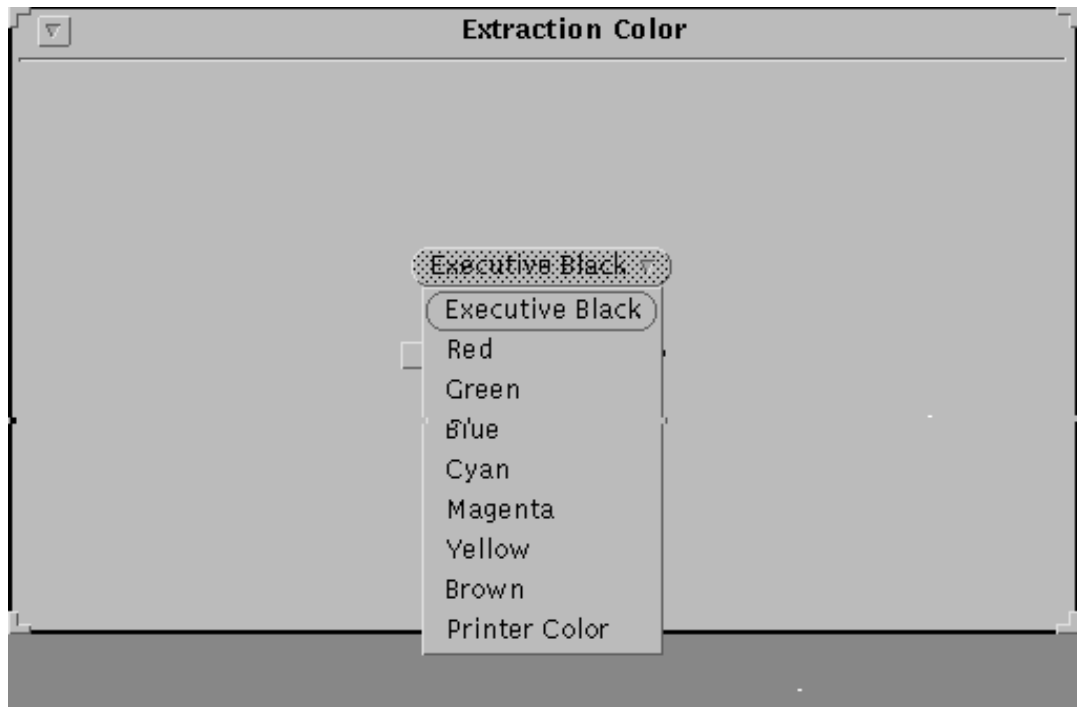 Extraction Color
Executive Black
Executive Black
Red
Green
Blue
Cyan
Magenta
Yellow
Brown
Printer Color